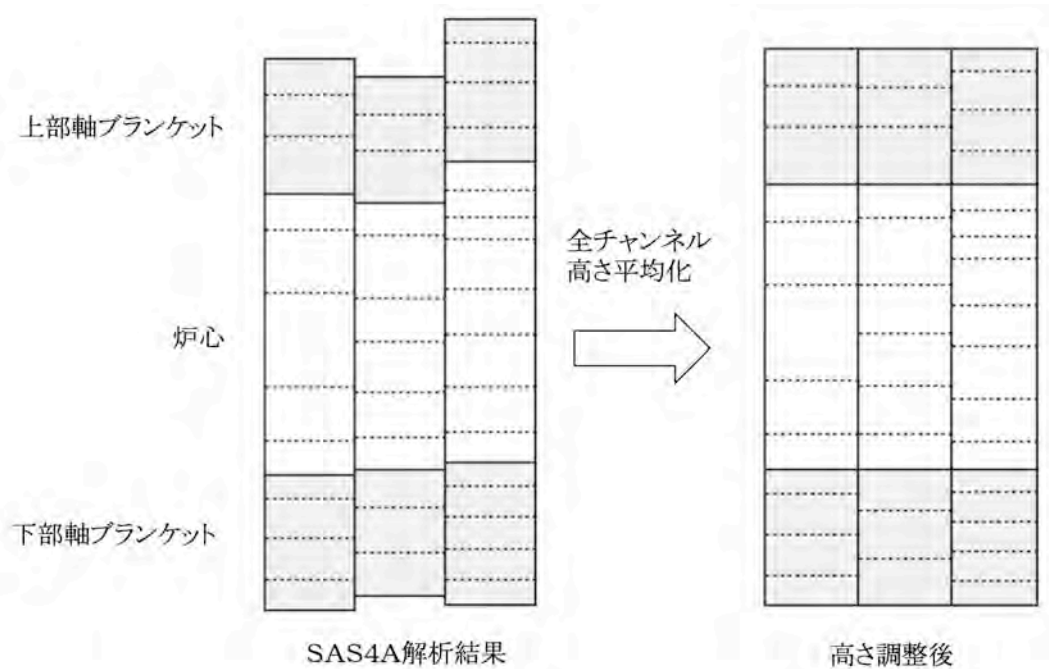 上部軸ブランケット
全チャンネル
高さ平均化
炉心
下部軸ブランケット
SAS4A解析結果
高さ調整後